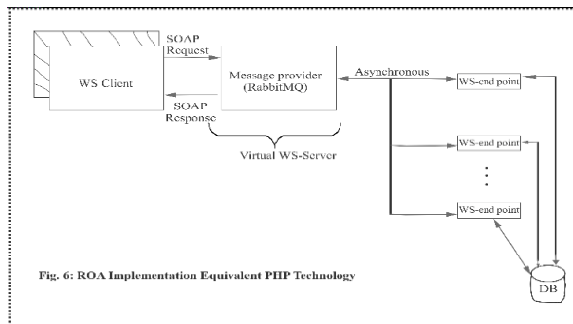 SOAP
Request
WS Client
SOAP
Response
Message provider
(RabbitMQ)
Virtual WS-Server
Asynchronous
WS-end point
WS-end point
WS-end point
DB
Fig. 6: ROA Implementation Equivalent PHP Technology